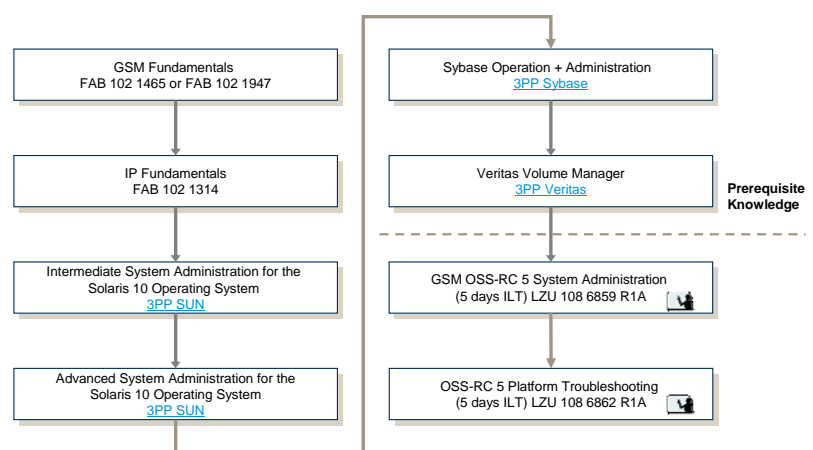 GSM Fundamentals
FAB 102 1465 or FAB 102 1947
IP Fundamentals
FAB 102 1314
Intermediate System Administration for the
Solaris 10 Operating System
3PP SUN
Advanced System Administration for the
Solaris 10 Operating System
3PP SUN
Sybase Operation + Administration
3PP Sybase
Veritas Volume Manager
3PP Veritas
Prerequisite
Knowledge
GSM OSS-RC 5 System Administration
(5 days ILT) LZU 108 6859 R1A
OSS-RC 5 Platform Troubleshooting
(5 days ILT) LZU 108 6862 R1A